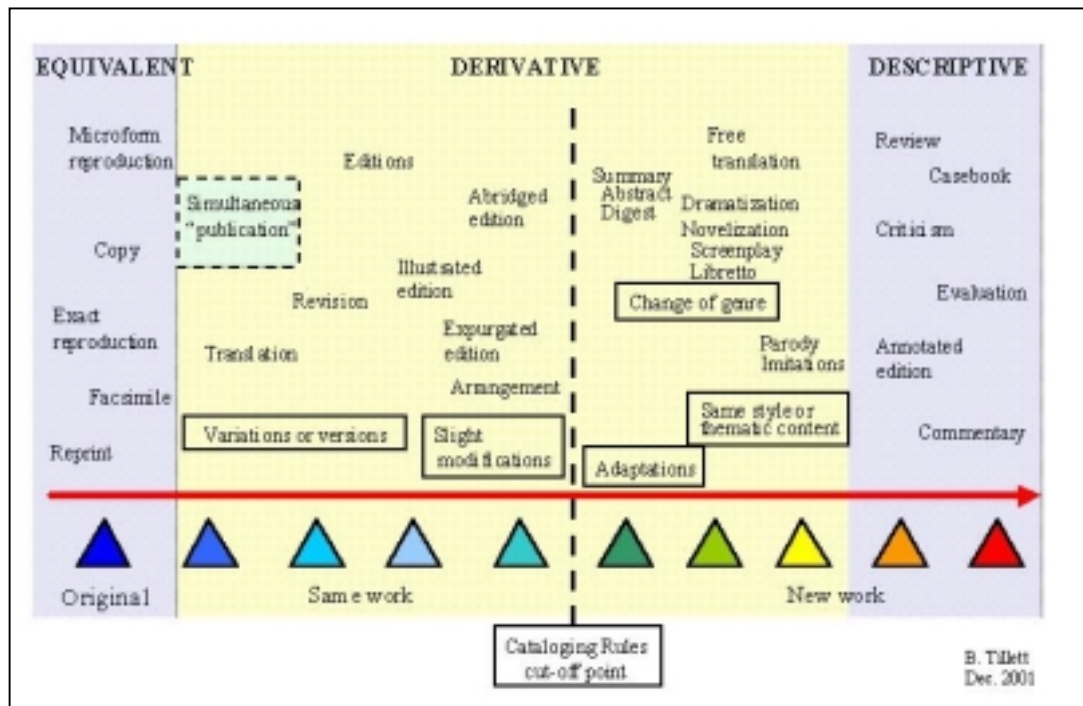 EQUIVALENT
DERIVATIVE
DESCRIPTIVE
Microform
reproduction
Copy
Exact
reproduction
Facsimile
Reprint
Simultaneous
"publication"
Editions
Abridged
edition
Illustrated
edition
Revision
Expurgated
edition
Translation
Arrangement
Variations or versions
Slight
modifications
Free
translation
Summary
Abstract
Digest
Dramatization
Novelization
Screenplay
Libretto
Change of genre
Parody
Imitations
Same style or
thematic content
Adaptations
Review
Casebook
Criticism
Evaluation
Annotated
edition
Commentary
Original
Same work
New work
Cataloging Rules
cut-off point
B. Tillett
Dec. 2001